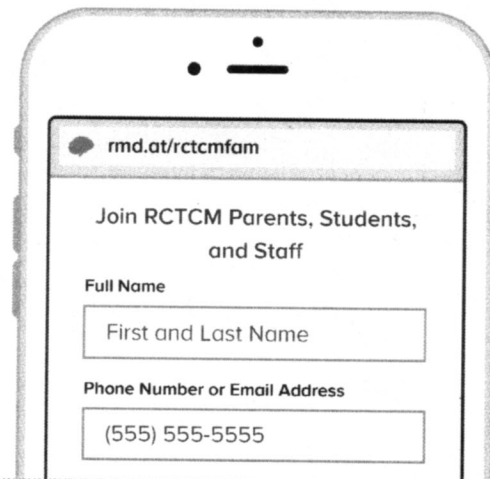 rmd.at/rctcmfam
Join RCTCM Parents, Students,
and Staff
Full Name
First and Last Name
Phone Number or Email Address
(555) 555-5555